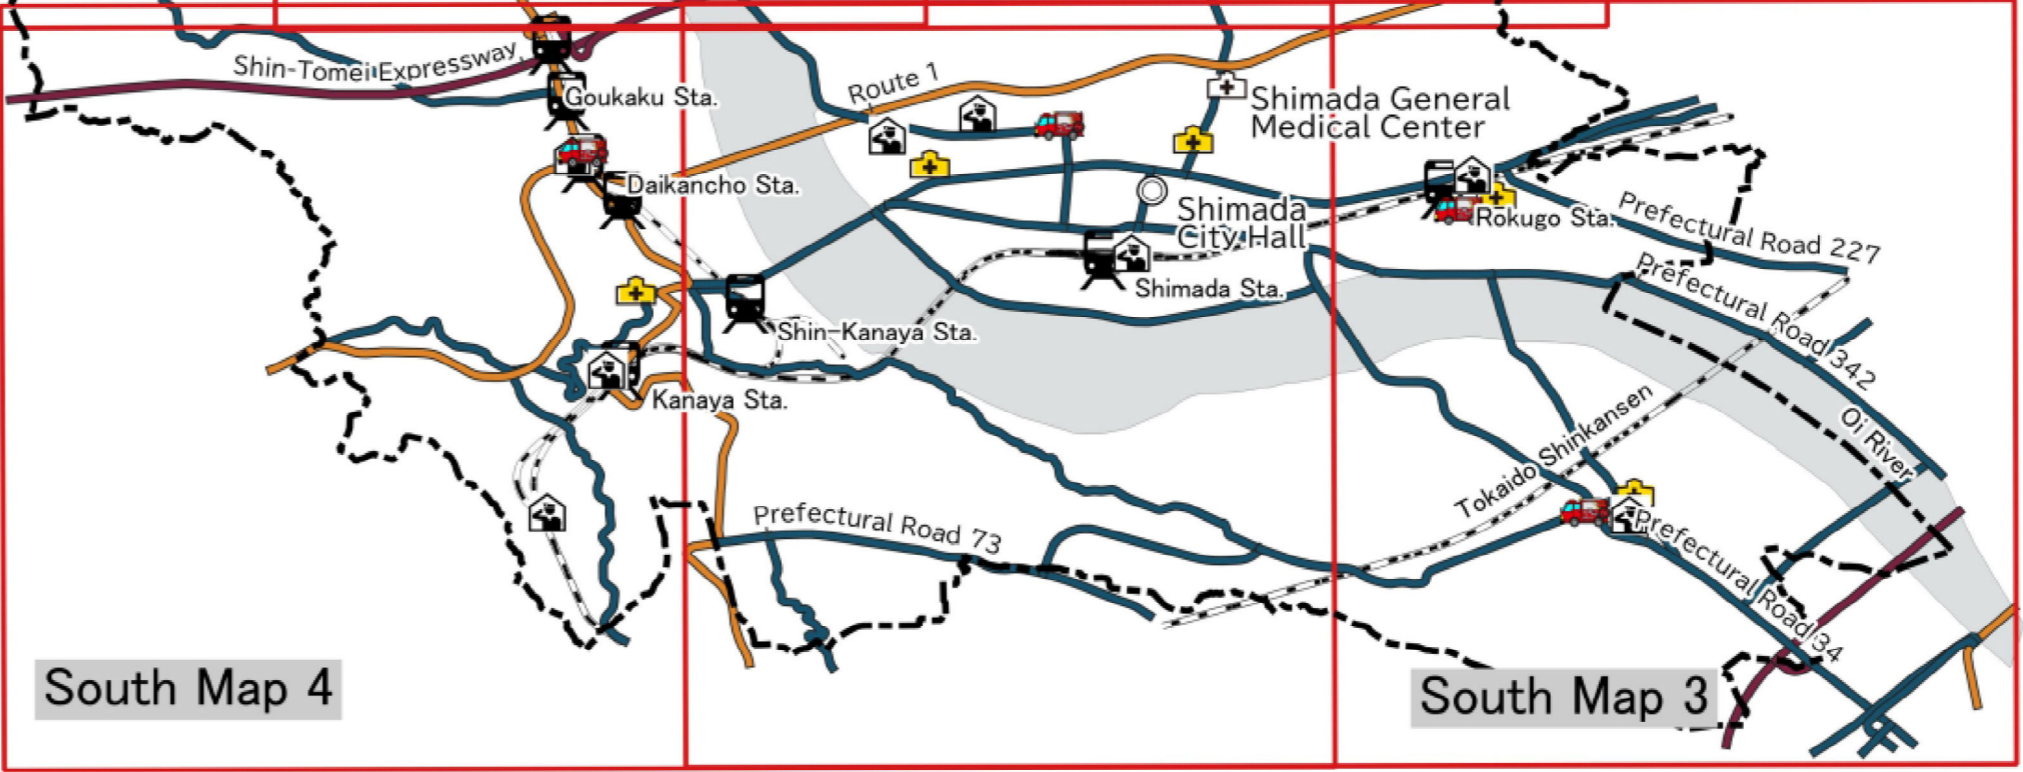 Shin-Tomei Expressway
Goukaku Sta.
Route 1
Shimada General
Medical Center
Daikancho Sta.
Shimada
City Hall
Rokugo Sta.
Prefectural Road 227
Shimada Sta.
Prefectural Road 342
Shin-Kanaya Sta.
Kanaya Sta.
Tokaido Shinkansen
Oi River
Prefectural Road 73
Prefectural Road 34
South Map 4
South Map 3